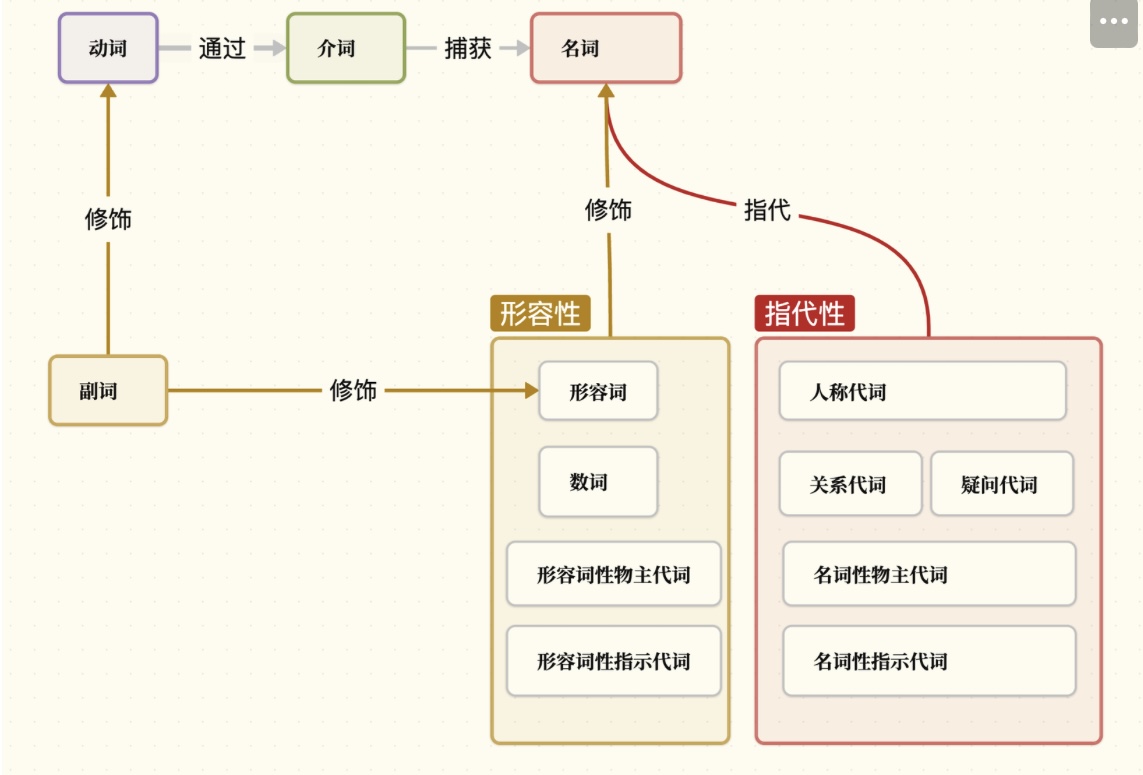 动词
通过
介词
捕获
名词
修饰
修饰
指代
形容性
指代性
副词
修饰
形容词
人称代词
数词
关系代词
疑问代词
形容词性物主代词
名词性物主代词
形容词性指示代词
名词性指示代词